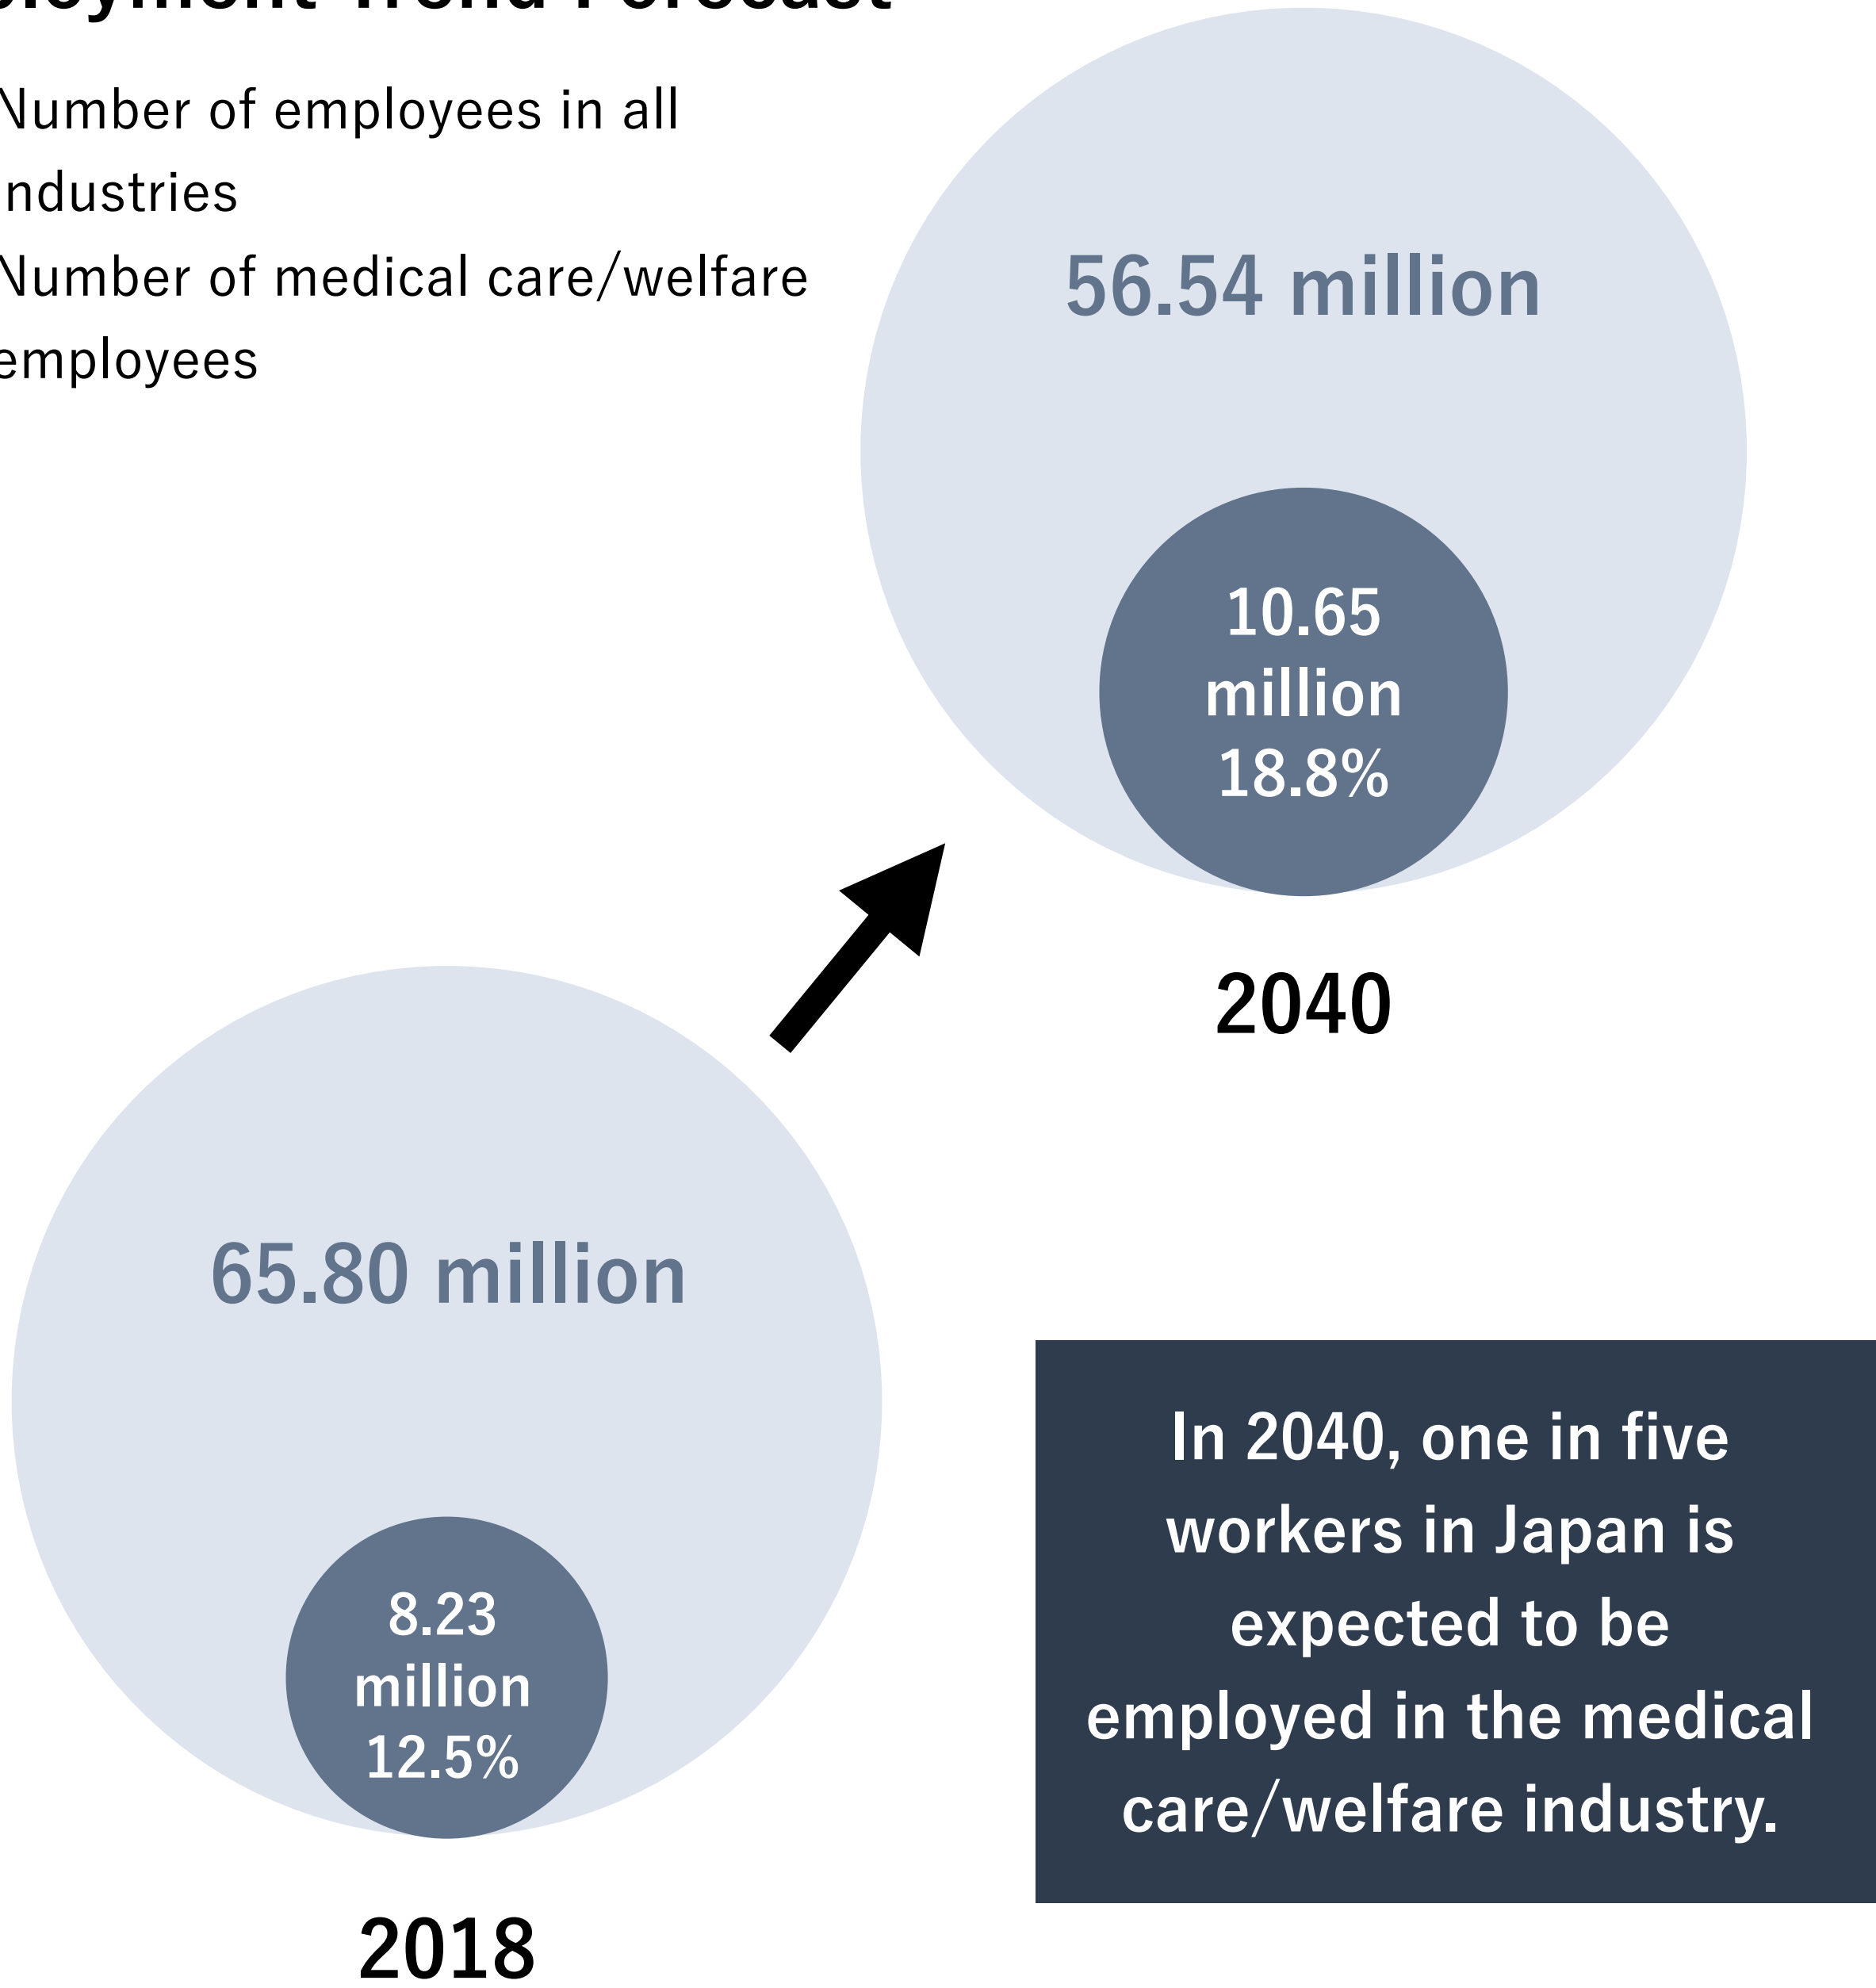 Trend Forecast
Number of employees in all
industries
Number of medical care/welfare
employees
56.54 million
10.65
million
18.8%
2040
65.80 million
8.23
million
12.5%
2018
In 2040, one in five
workers in Japan is
expected to be
employed in the medical
care/welfare industry.